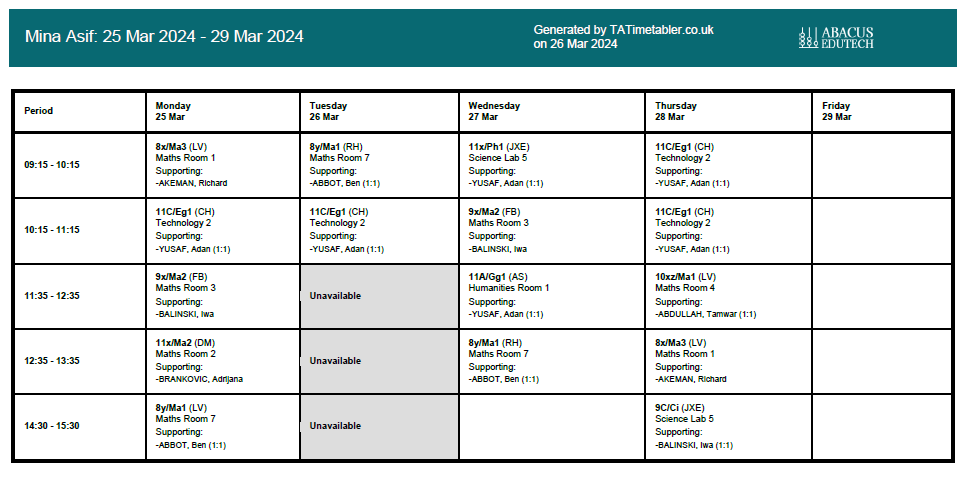 Mina Asif: 25 Mar 2024 - 29 Mar 2024
Generated by TATimetabler.co.uk
on 26 Mar 2024
ABACUS
EDUTECH
Period
Monday
25 Mar
Tuesday
26 Mar
Wednesday
27 Mar
Thursday
28 Mar
Friday
29 Mar
09:15 - 10:15
8x/Ma3 (LV)
Maths Room 1
Supporting:
-AKEMAN, Richard
8y/Ma1 (RH)
Maths Room 7
Supporting:
-ABBOT, Ben (1:1)
11x/Ph1 (JXE)
Science Lab 5
Supporting:
-YUSAF, Adan (1:1)
11C/Eg1 (CH)
Technology 2
Supporting:
-YUSAF, Adan (1:1)
10:15 - 11:15
11C/Eg1 (CH)
Technology 2
Supporting:
-YUSAF, Adan (1:1)
11C/Eg1 (CH)
Technology 2
Supporting:
-YUSAF, Adan (1:1)
9x/Ma2 (FB)
Maths Room 3
Supporting:
-BALINSKI, Iwa
11C/Eg1 (CH)
Technology 2
Supporting:
-YUSAF, Adan (1:1)
11:35 - 12:35
9x/Ma2 (FB)
Maths Room 3
Supporting:
-BALINSKI, Iwa
Unavailable
11A/Gg1 (AS)
Humanities Room 1
Supporting:
-YUSAF, Adan (1:1)
10xz/Ma1 (LV)
Maths Room 4
Supporting:
-ABDULLAH, Tamwar (1:1)
12:35 - 13:35
11x/Ma2 (DM)
Maths Room 2
Supporting:
-BRANKOVIC, Adrijana
Unavailable
8y/Ma1 (RH)
Maths Room 7
Supporting:
-ABBOT, Ben (1:1)
8x/Ma3 (LV)
Maths Room 1
Supporting:
-AKEMAN, Richard
14:30 - 15:30
8y/Ma1 (LV)
Maths Room 7
Supporting:
-ABBOT, Ben (1:1)
Unavailable
9C/Ci (JXE)
Science Lab 5
Supporting:
-BALINSKI, Iwa (1:1)